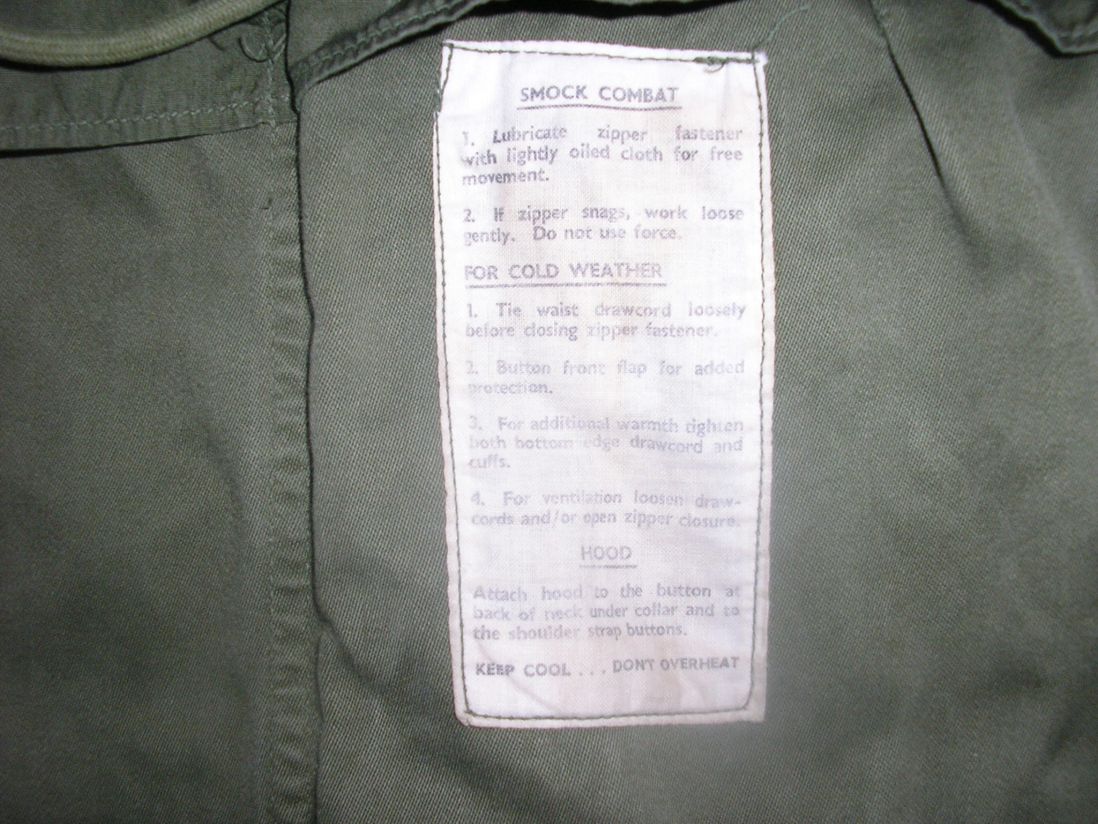 SMOCK COMBAT
1. Lubricate zipper fastener
with lightly oiled cloth for free
movement.
2. If zipper snags, work loose
gently. Do not use force.
FOR COLD WEATHER
1. Tie waist drawcord loosely
before closing zipper fastener.
2. Button front flap for added
protection.
3. For additional warmth tighten
both bottom edge drawcord and
cuffs.
4. For ventilation loosen draw-
cords and/or open zipper closure.
HOOD
Attach hood to the button at
back of neck under collar and to
the shoulder strap buttons.
KEEP COOL . . . DON'T OVERHEAT